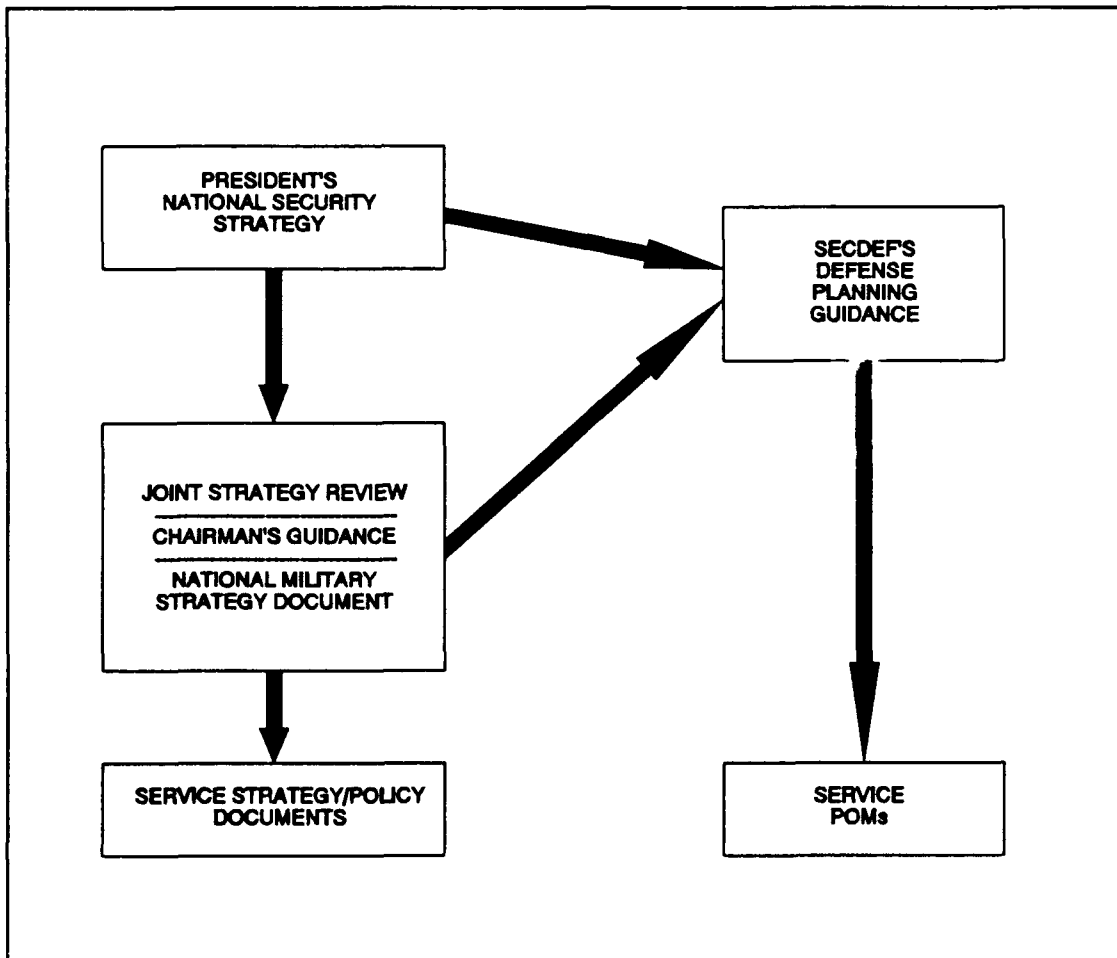 PRESIDENT'S
NATIONAL SECURITY
STRATEGY
SECDEF'S
DEFENSE
PLANNING
GUIDANCE
JOINT STRATEGY REVIEW
CHAIRMAN'S GUIDANCE
NATIONAL MILITARY
STRATEGY DOCUMENT
SERVICE STRATEGY/POLICY
DOCUMENTS
SERVICE
POMs